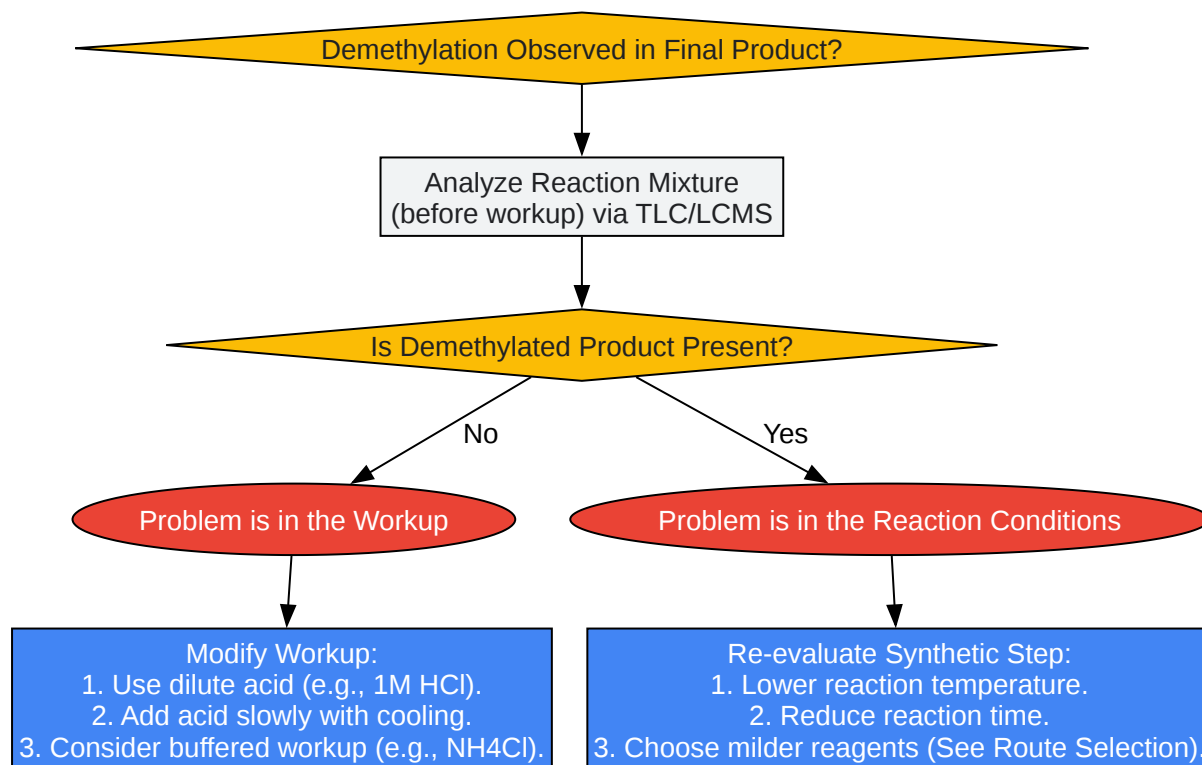 Demethylation Observed in Final Product?
Analyze Reaction Mixture
(before workup) via TLC/LCMS
Is Demethylated Product Present?
No
Yes
Problem is in the Workup
Problem is in the Reaction Conditions
Modify Workup:
1. Use dilute acid (e.g., 1M HCl).
2. Add acid slowly with cooling.
3. Consider buffered workup (e.g., NH4Cl).
Re-evaluate Synthetic Step:
1. Lower reaction temperature.
2. Reduce reaction time.
3. Choose milder reagents (See Route Selection).